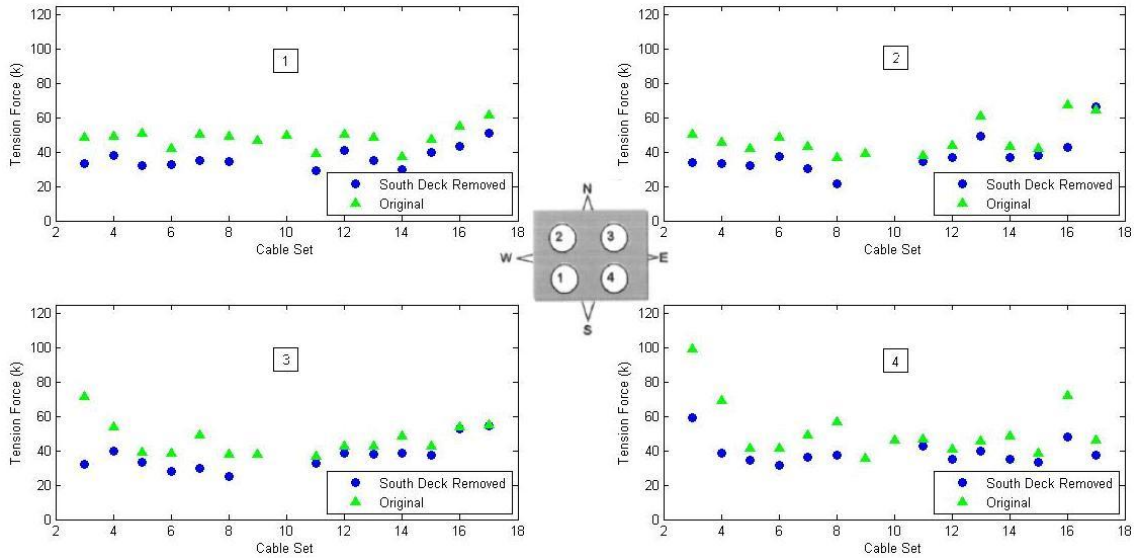 120
100
80
60
40
20
0
Tension Force (k)
1
South Deck Removed
Original
2 4 6 8 10 12 14 16 18
Cable Set
120
100
80
60
40
20
0
Tension Force (k)
2
South Deck Removed
Original
2 4 6 8 10 12 14 16 18
Cable Set
N
2 3
W E
1 4
S
120
100
80
60
40
20
0
Tension Force (k)
3
South Deck Removed
Original
2 4 6 8 10 12 14 16 18
Cable Set
120
100
80
60
40
20
0
Tension Force (k)
4
South Deck Removed
Original
2 4 6 8 10 12 14 16 18
Cable Set